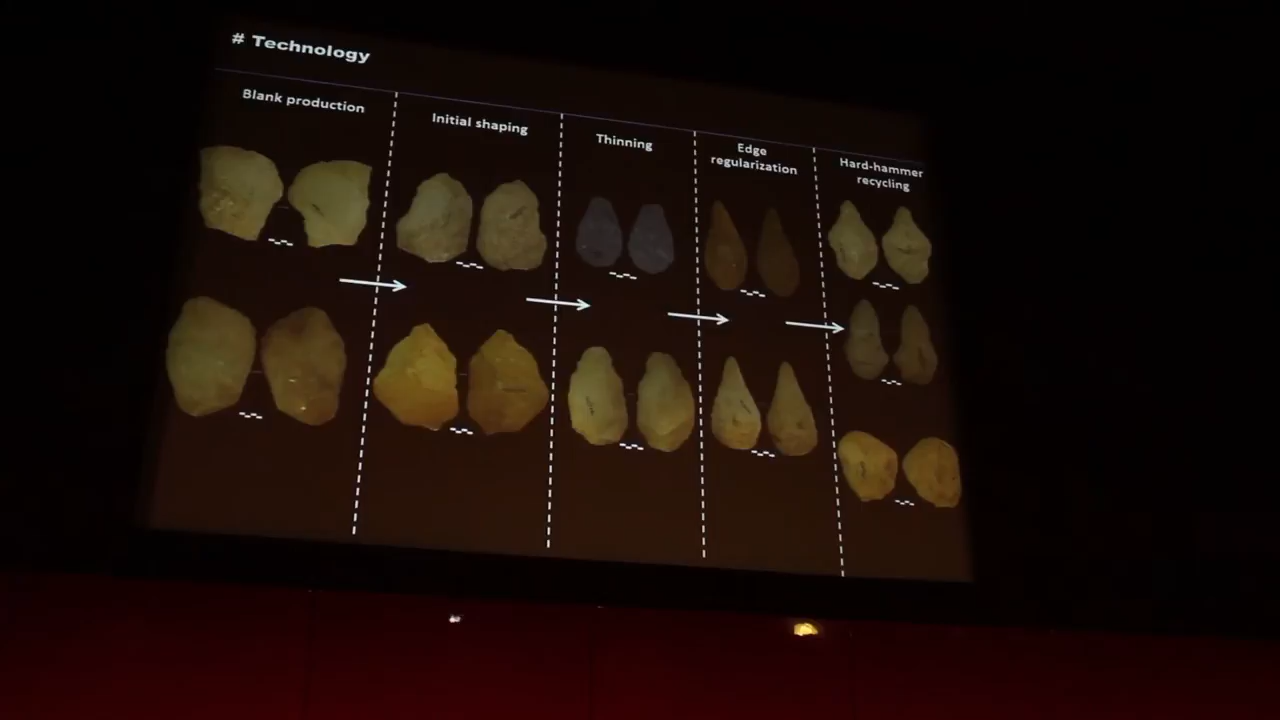 # Technology
Blank production
Initial shaping
Thinning
Edge
regularization
Hard-hammer
recycling